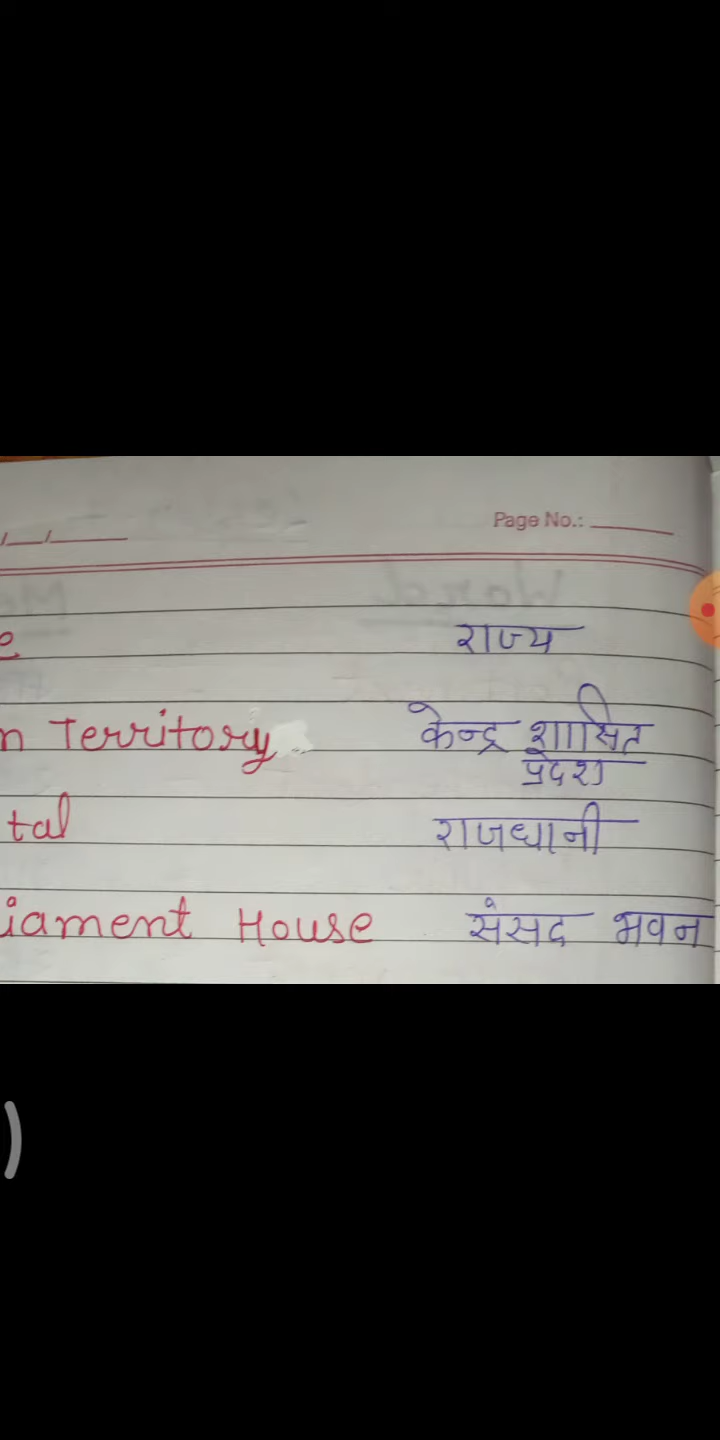 Page No.:
e राज्य
n Territory केन्द्र शासित
प्रदेश
tal राजधानी
iament House संसद भवन